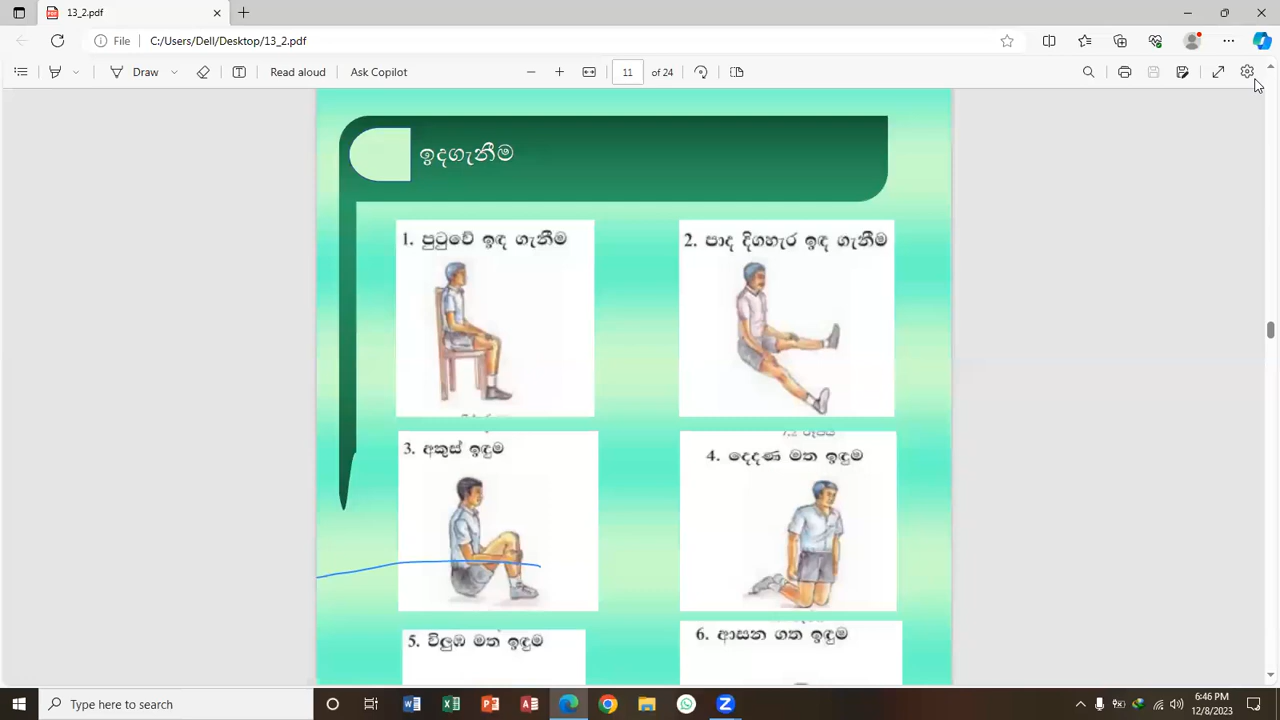 13_2.pdf
File
C:/Users/Dell/Desktop/13_2.pdf
Draw
Read aloud
Ask Copilot
11
of 24
ඉදගැනීම
1. පුටුවේ ඉඳ ගැනීම
2. පාද දිගහැර ඉඳ ගැනීම
3. අකුස් ඉඳුම
4. දෙදණ මත ඉඳුම
5. විලුඹ මත ඉඳුම
6. ආසන ගත ඉඳුම
Type here to search
6:46 PM
12/8/2023